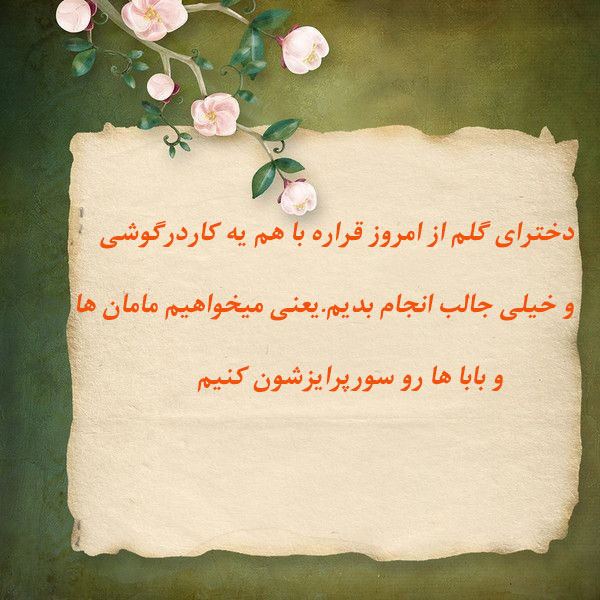 دخترای گلم از امروز قراره با هم یه کاردرگوشی
و خیلی جالب انجام بدیم.یعنی میخواهیم مامان ها
و بابا ها رو سورپرایزشون کنیم